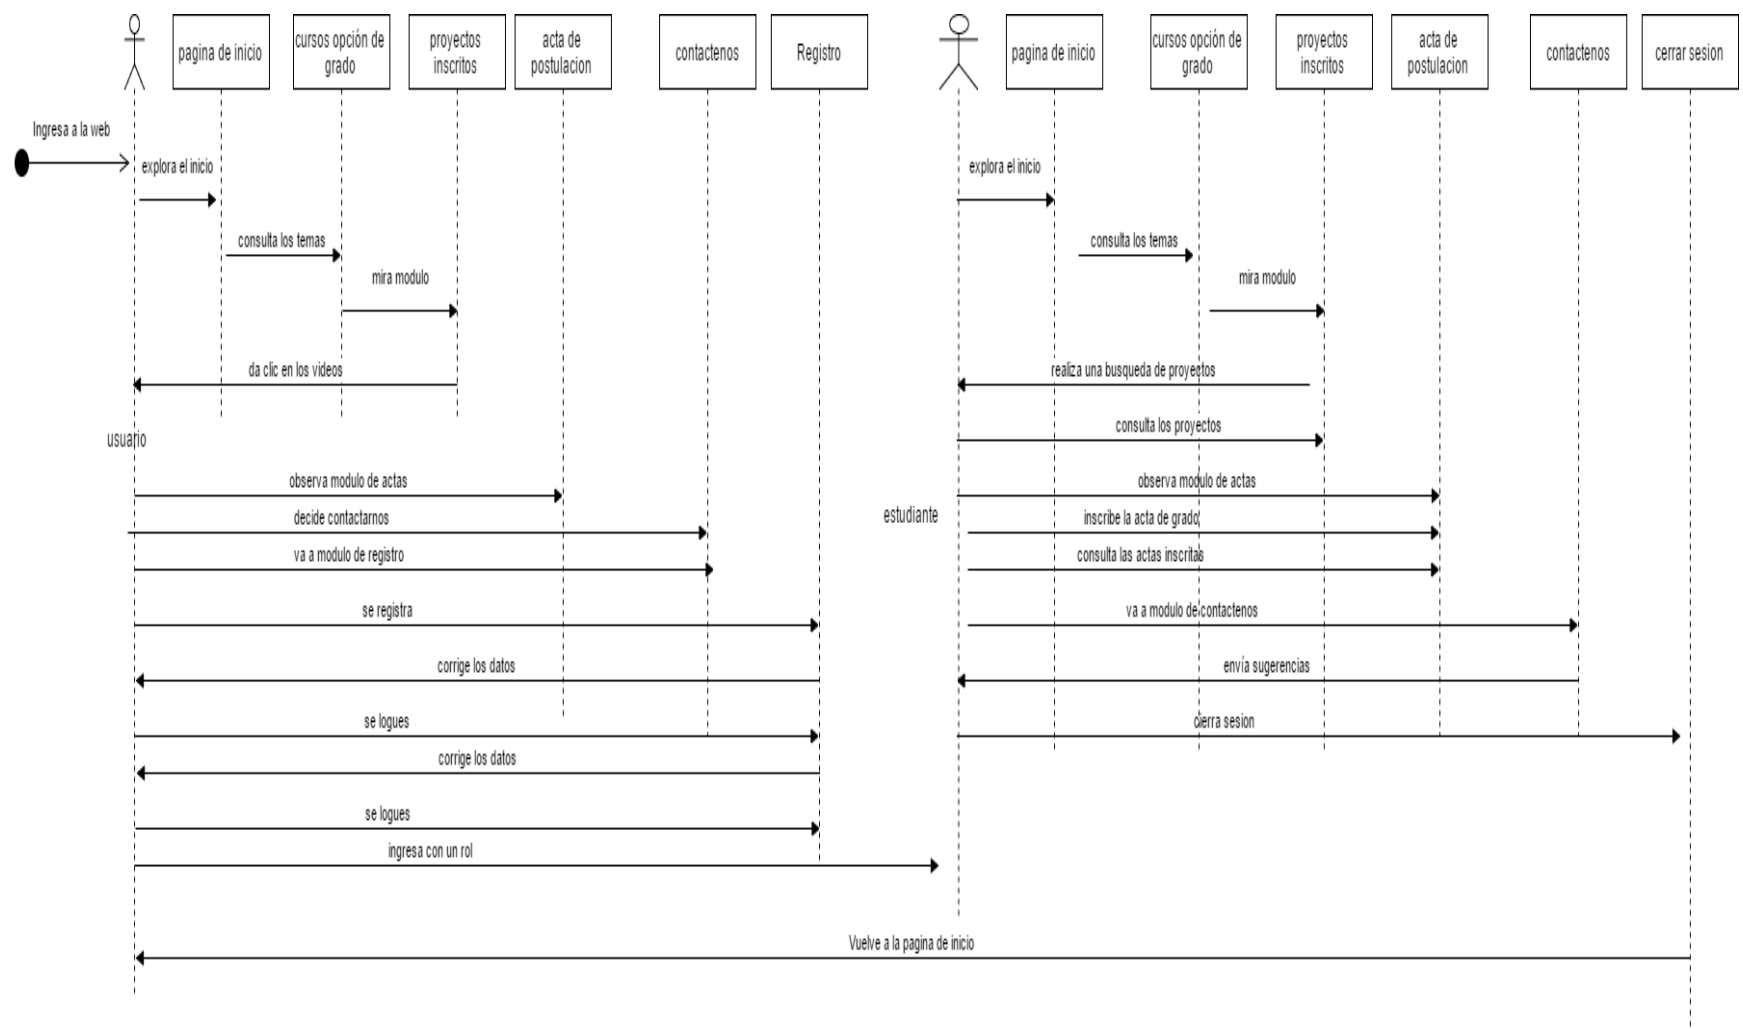 pagina de inicio
cursos opción de
grado
proyectos
inscritos
acta de
postulacion
contactenos
Registro
pagina de inicio
cursos opción de
grado
proyectos
inscritos
acta de
postulacion
contactenos
cerrar sesion
Ingresa a la web
explora el inicio
consulta los temas
mira modulo
da clic en los videos
usuario
observa modulo de actas
decide contactarnos
va a modulo de registro
se registra
corrige los datos
se logues
corrige los datos
se logues
ingresa con un rol
explora el inicio
consulta los temas
mira modulo
realiza una busqueda de proyectos
consulta los proyectos
observa modulo de actas
estudiante
inscribe la acta de grado
consulta las actas inscritas
va a modulo de contactenos
envía sugerencias
cierra sesion
Vuelve a la pagina de inicio